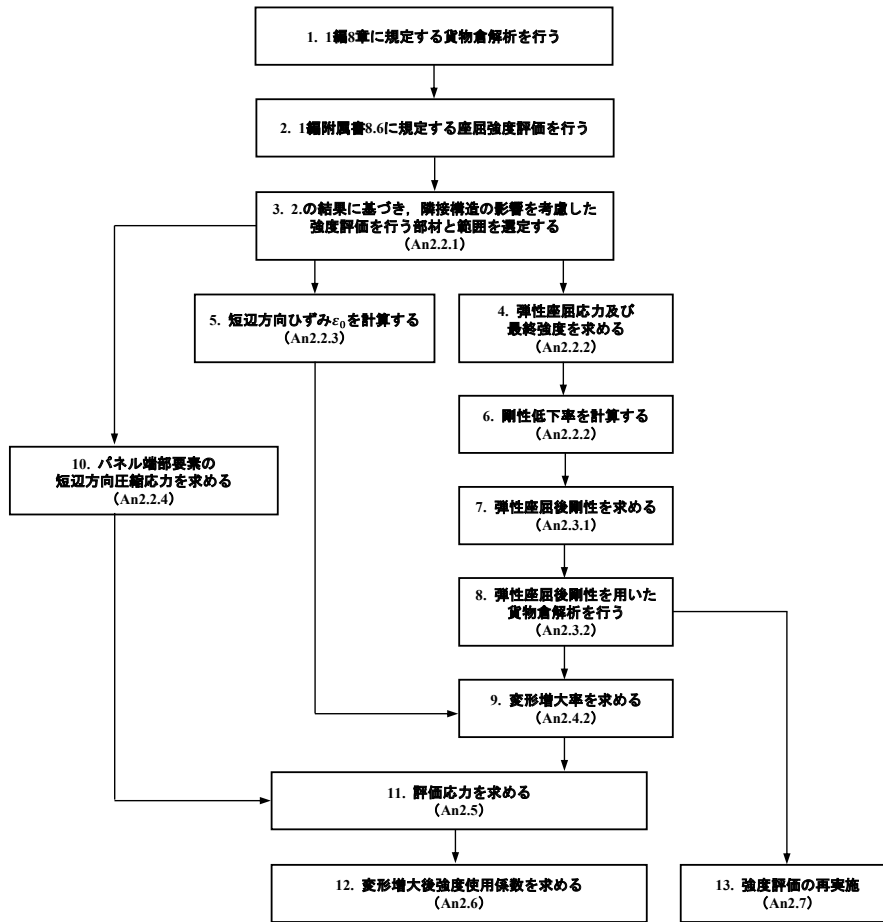 1. 1編8章に規定する貨物倉解析を行う
2. 1編附属書8.6に規定する座屈強度評価を行う
3. 2.の結果に基づき，隣接構造の影響を考慮した
強度評価を行う部材と範囲を選定する
（An2.2.1）
5. 短辺方向ひずみε₀を計算する
（An2.2.3）
4. 弾性座屈応力及び
最終強度を求める
（An2.2.2）
6. 剛性低下率を計算する
（An2.2.2）
10. パネル端部要素の
短辺方向圧縮応力を求める
（An2.2.4）
7. 弾性座屈後剛性を求める
（An2.3.1）
8. 弾性座屈後剛性を用いた
貨物倉解析を行う
（An2.3.2）
9. 変形増大率を求める
（An2.4.2）
11. 評価応力を求める
（An2.5）
12. 変形増大後強度使用係数を求める
（An2.6）
13. 強度評価の再実施
（An2.7）